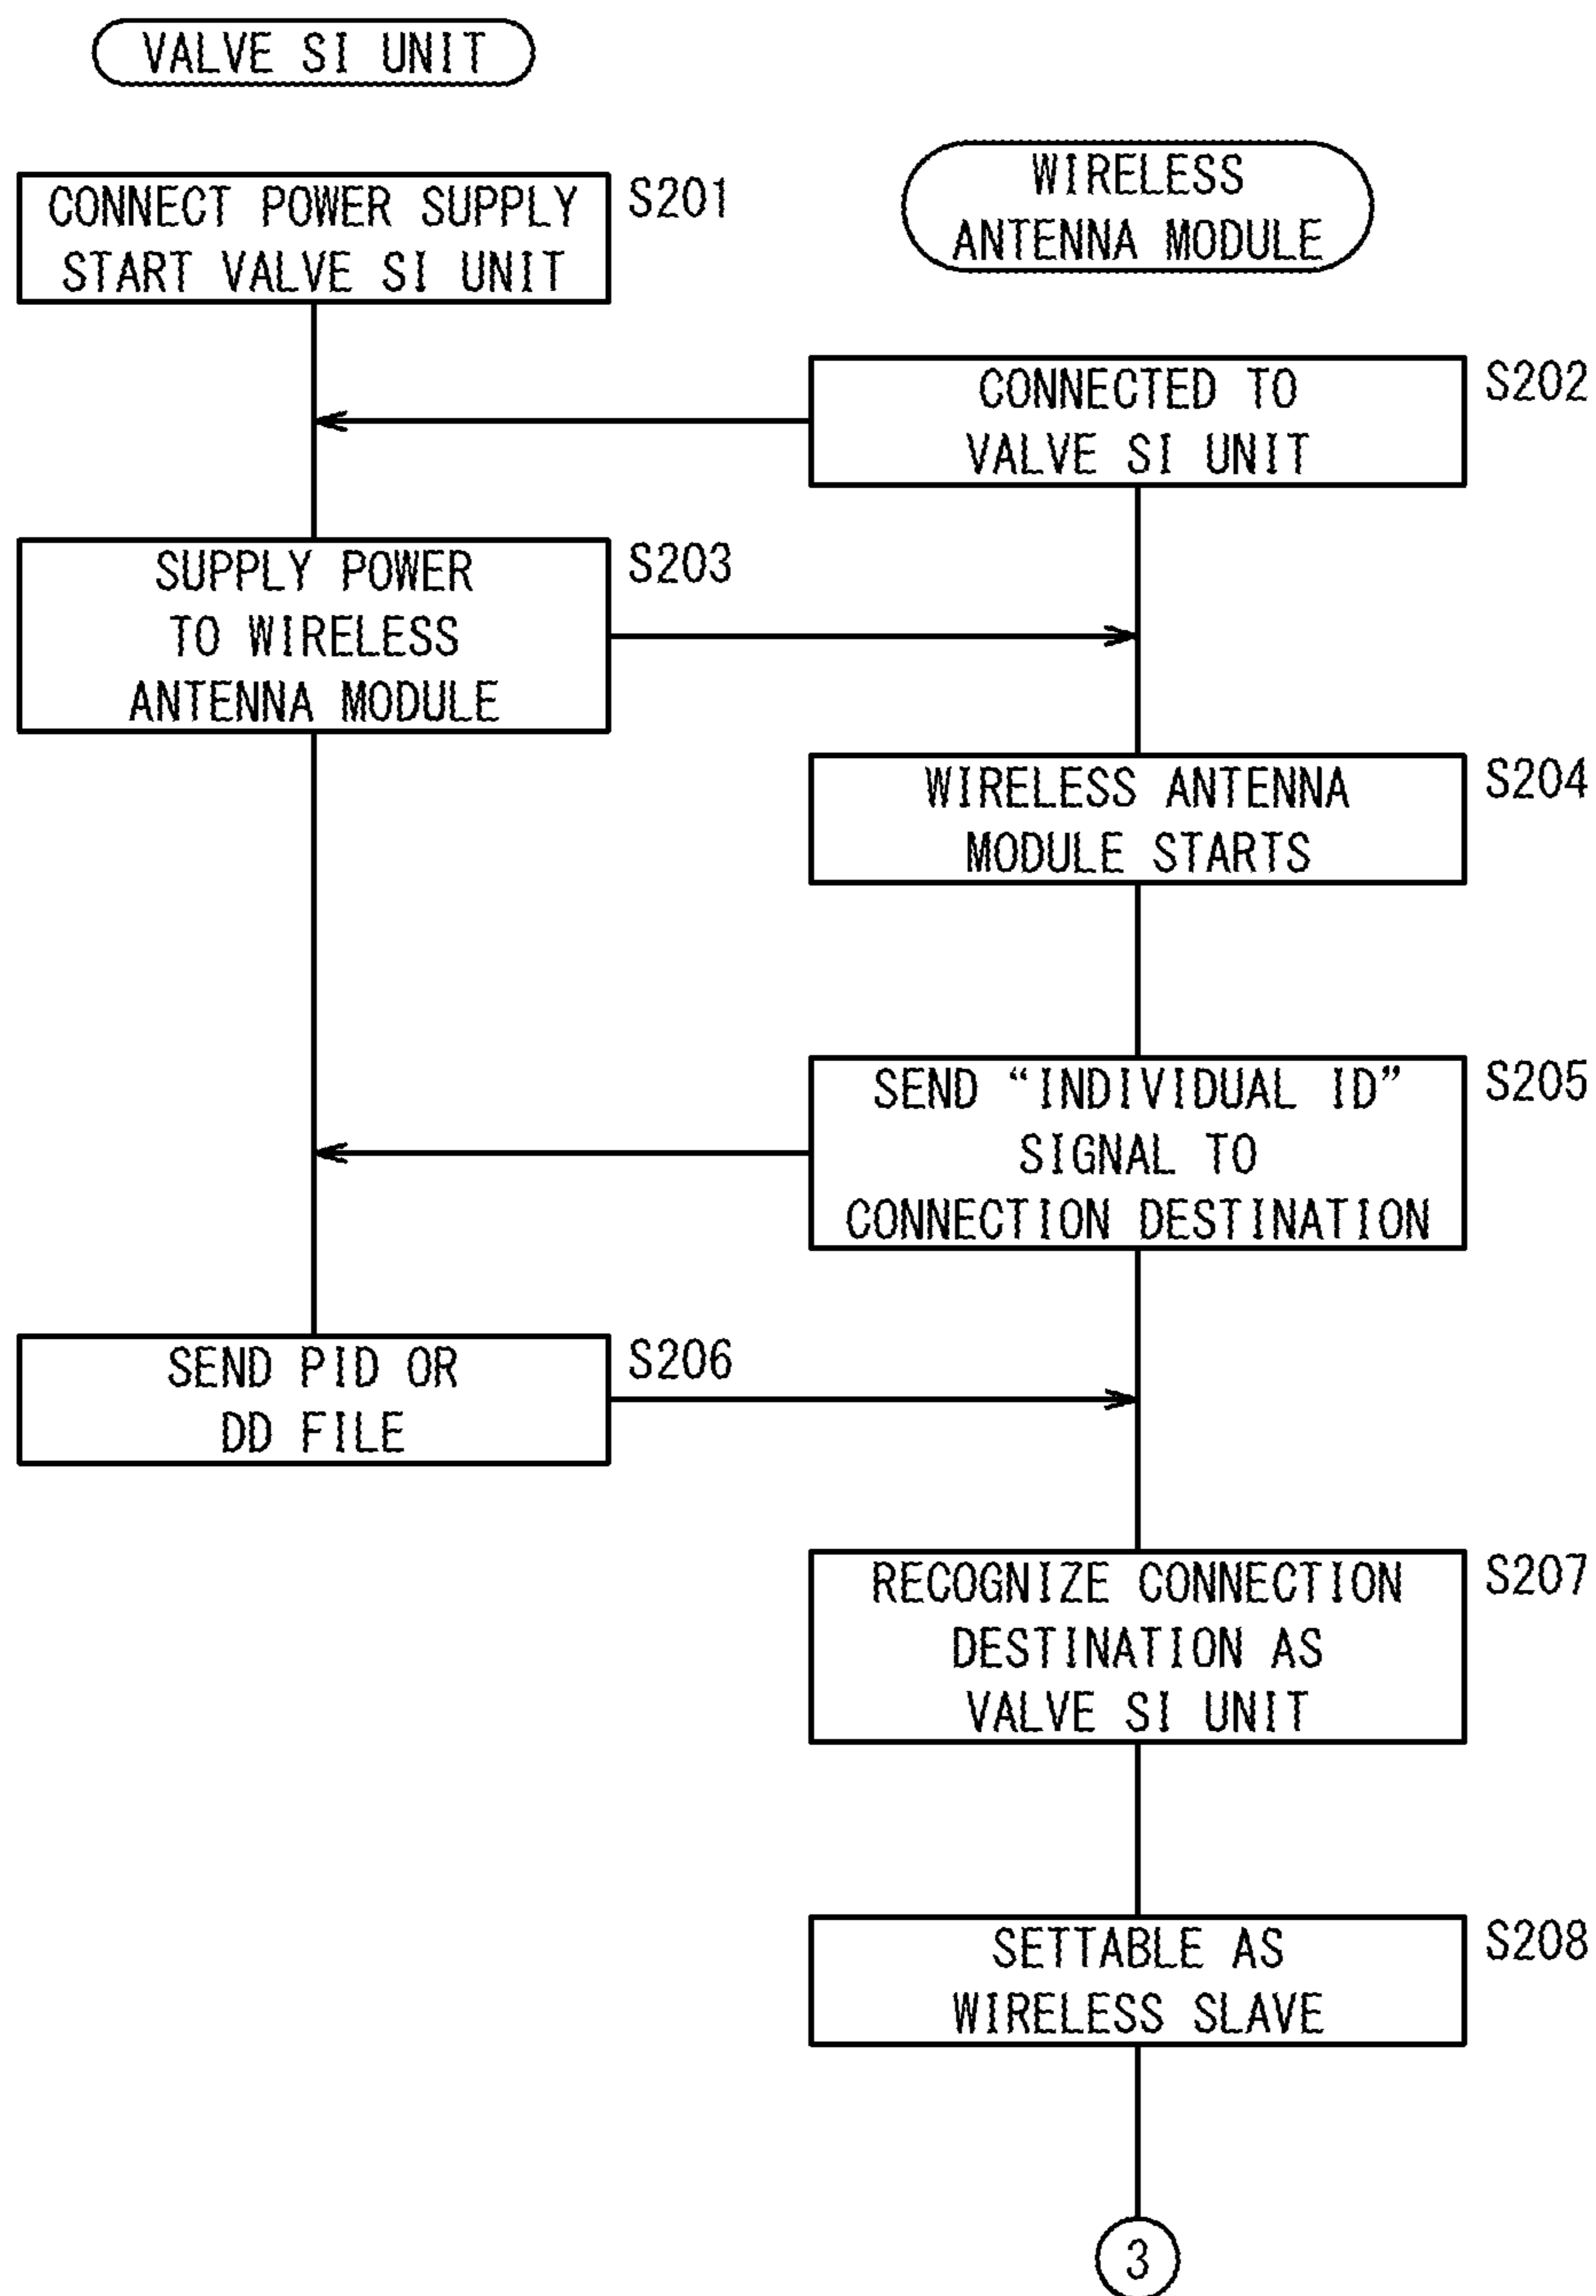 VALVE SI UNIT
WIRELESS
ANTENNA MODULE
CONNECT POWER SUPPLY
START VALVE SI UNIT
S201
CONNECTED TO
VALVE SI UNIT
S202
SUPPLY POWER
TO WIRELESS
ANTENNA MODULE
S203
WIRELESS ANTENNA
MODULE STARTS
S204
SEND “INDIVIDUAL ID”
SIGNAL TO
CONNECTION DESTINATION
S205
SEND PID OR
DD FILE
S206
RECOGNIZE CONNECTION
DESTINATION AS
VALVE SI UNIT
S207
SETTABLE AS
WIRELESS SLAVE
S208
3